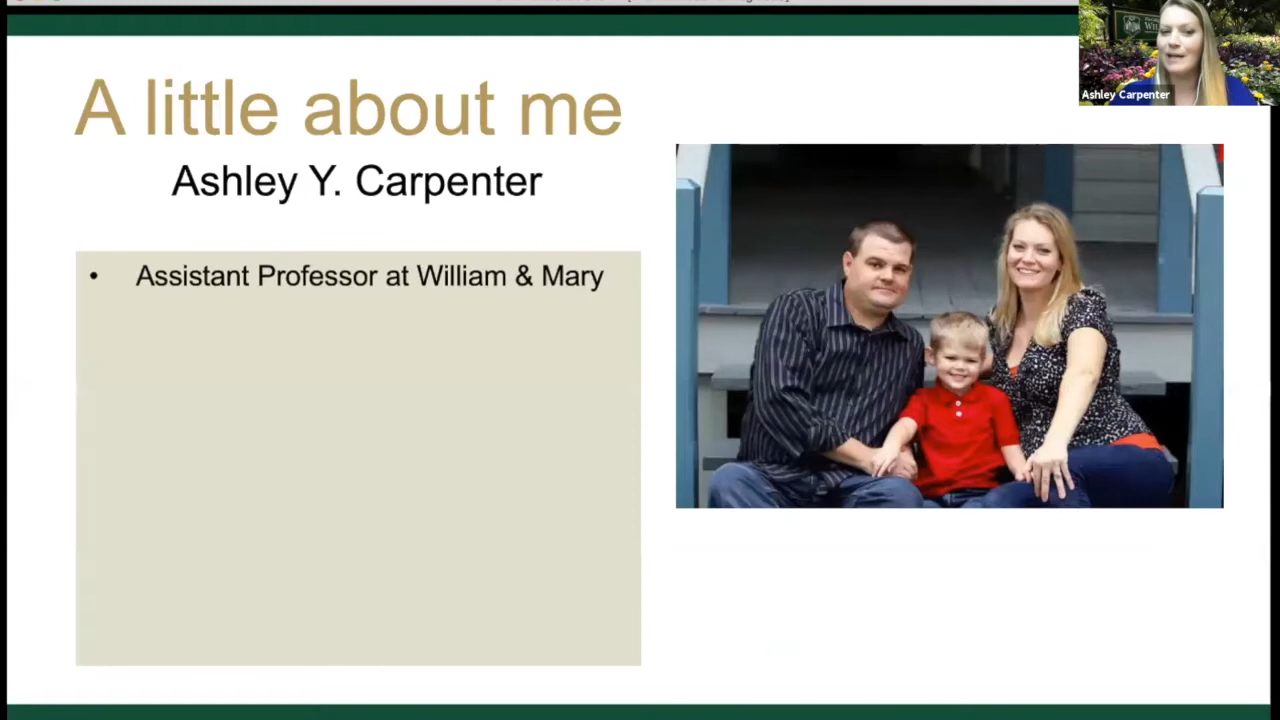 A little about me
Ashley Y. Carpenter
• Assistant Professor at William & Mary
Ashley Carpenter